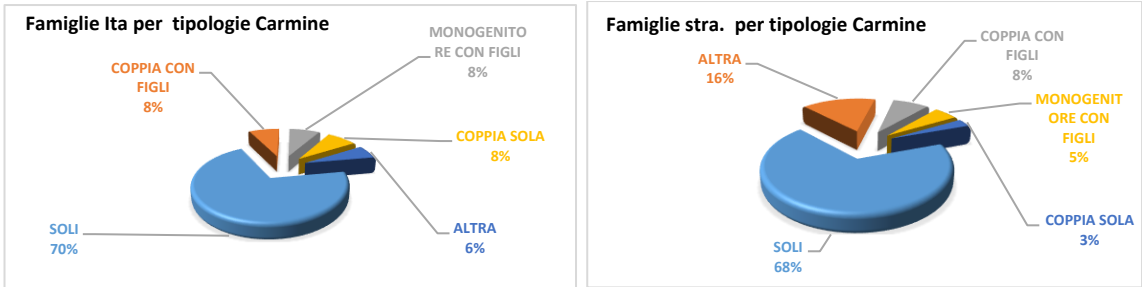 Famiglie Ita per tipologie Carmine
MONOGENITO
RE CON FIGLI
8%
COPPIA CON
FIGLI
8%
COPPIA SOLA
8%
SOLI
70%
ALTRA
6%
Famiglie stra. per tipologie Carmine
COPPIA CON
FIGLI
8%
ALTRA
16%
MONOGENIT
ORE CON
FIGLI
5%
COPPIA SOLA
3%
SOLI
68%